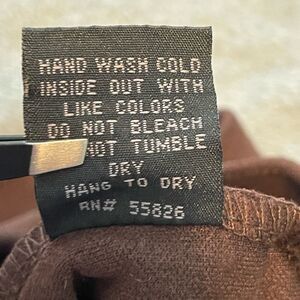 HAND WASH COLD
INSIDE OUT WITH
LIKE COLORS
DO NOT BLEACH
NOT TUMBLE
DRY
HANG TO DRY
RN# 55826